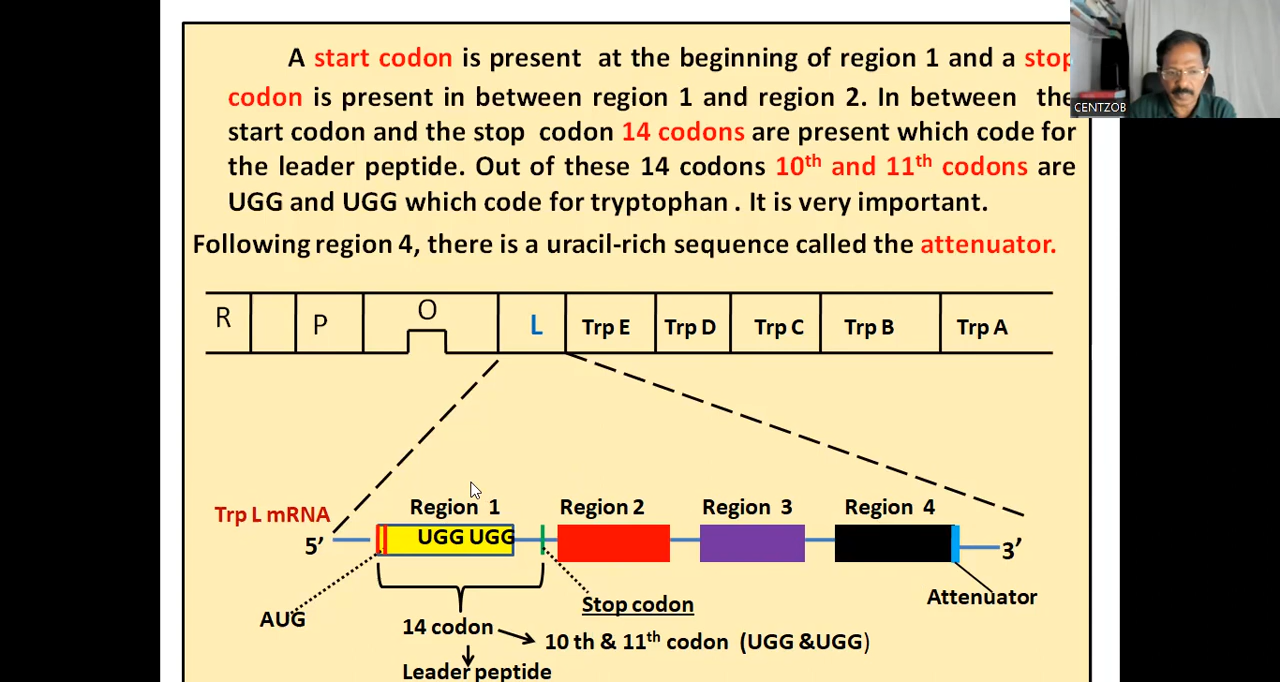 A start codon is present at the beginning of region 1 and a stop
codon is present in between region 1 and region 2. In between the
start codon and the stop codon 14 codons are present which code for
the leader peptide. Out of these 14 codons 10th and 11th codons are
UGG and UGG which code for tryptophan . It is very important.
Following region 4, there is a uracil-rich sequence called the attenuator.
CENTZOB
R P O L Trp E Trp D Trp C Trp B Trp A
Region 1 Region 2 Region 3 Region 4
Trp L mRNA
5’ UGG UGG 3’
Attenuator
Stop codon
AUG
14 codon 10 th & 11th codon (UGG &UGG)
Leader peptide